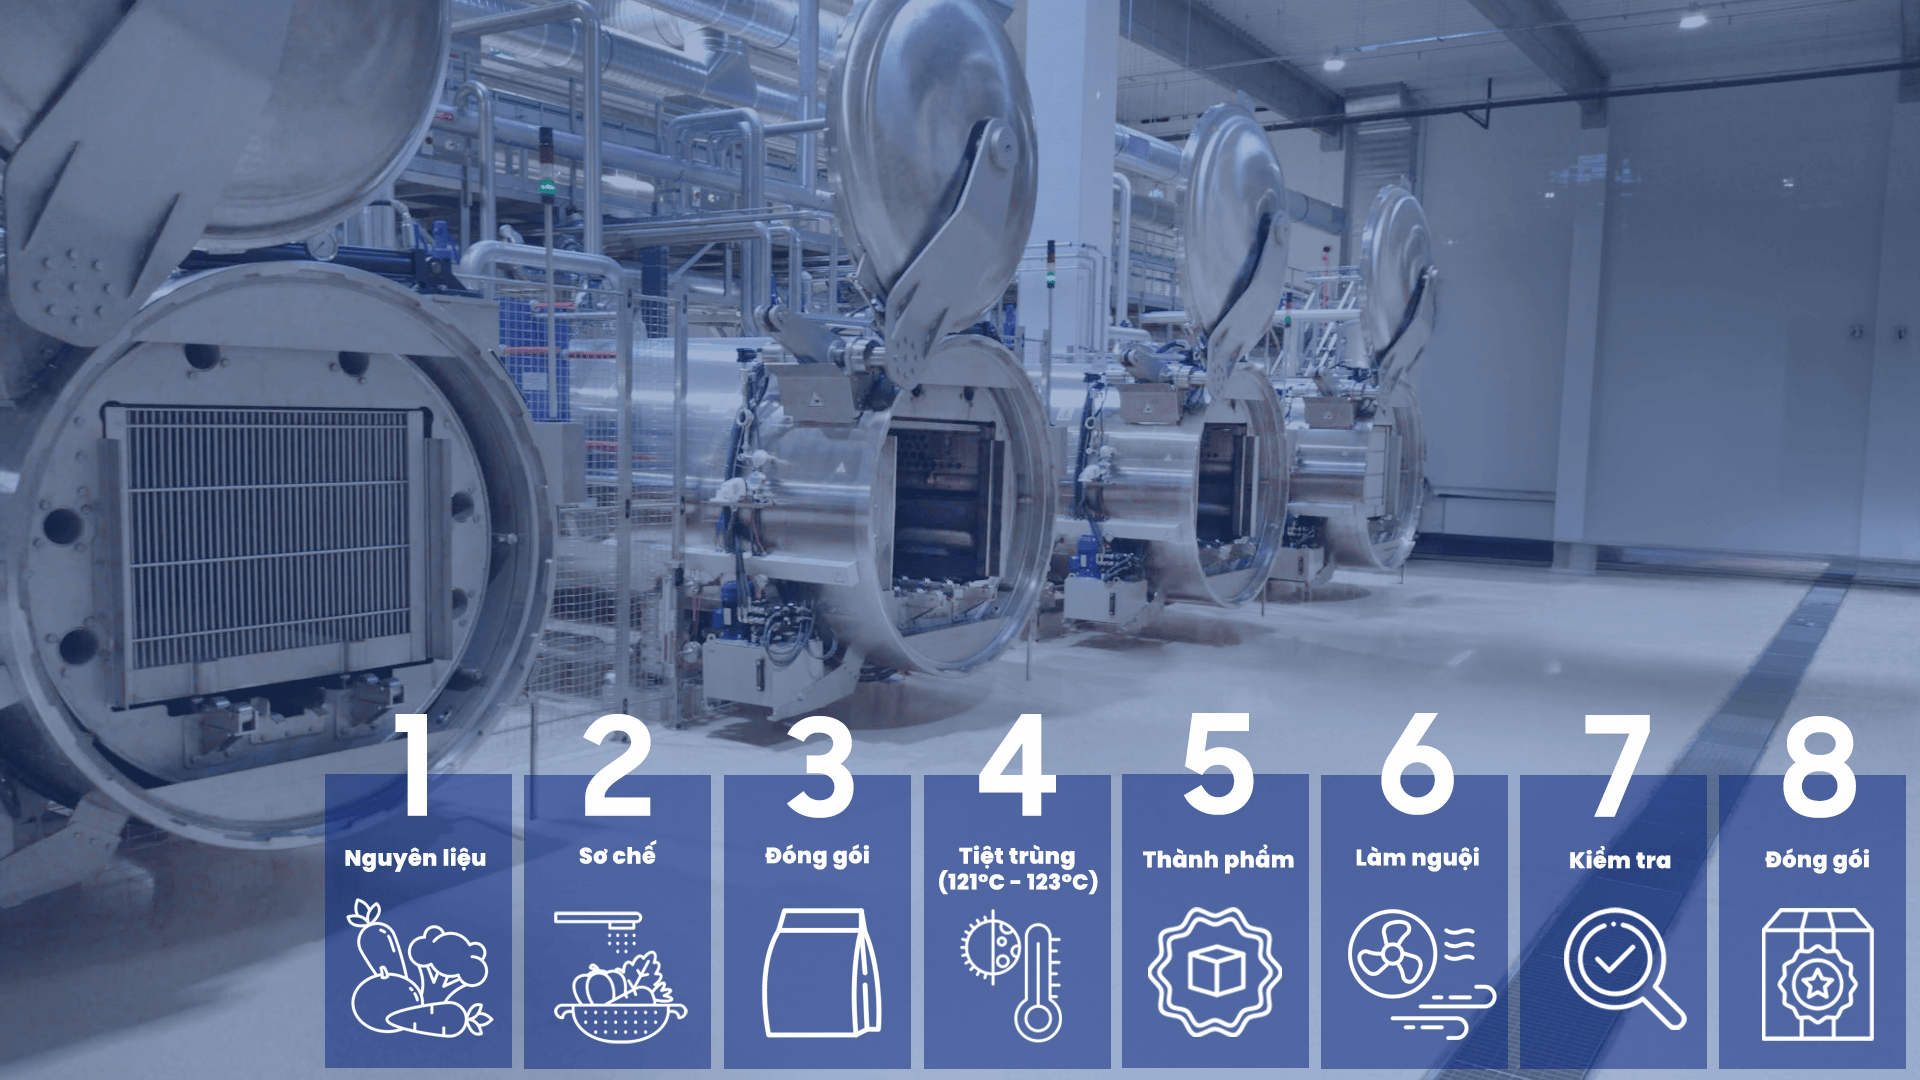 1
Nguyên liệu
2
Sơ chế
3
Đóng gói
4
Tiệt trùng
(121°C - 123°C)
5
Thành phẩm
6
Làm nguội
7
Kiểm tra
8
Đóng gói